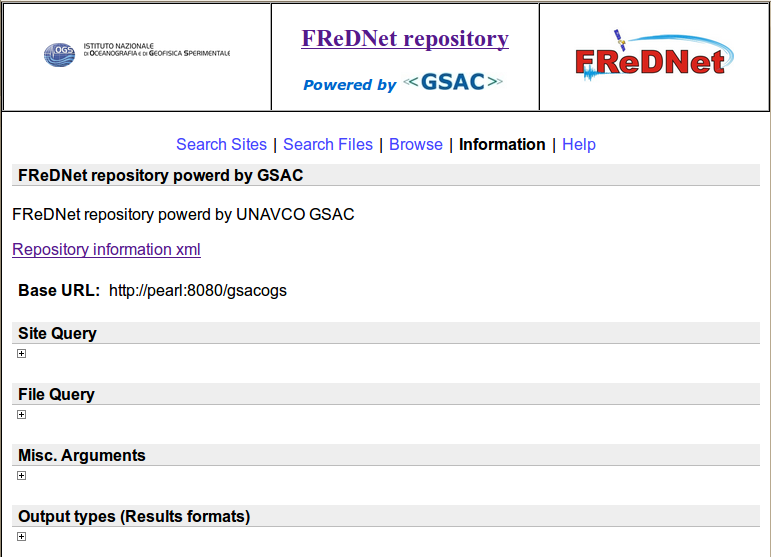 OGS
ISTITUTO NAZIONALE
DI OCEANOGRAFIA E DI GEOFISICA SPERIMENTALE
FReDNet repository
Powered by <<GSAC>>
FReDNet
Search Sites | Search Files | Browse | Information | Help
FReDNet repository powerd by GSAC
FReDNet repository powerd by UNAVCO GSAC
Repository information xml
Base URL: http://pearl:8080/gsacogs
Site Query
File Query
Misc. Arguments
Output types (Results formats)